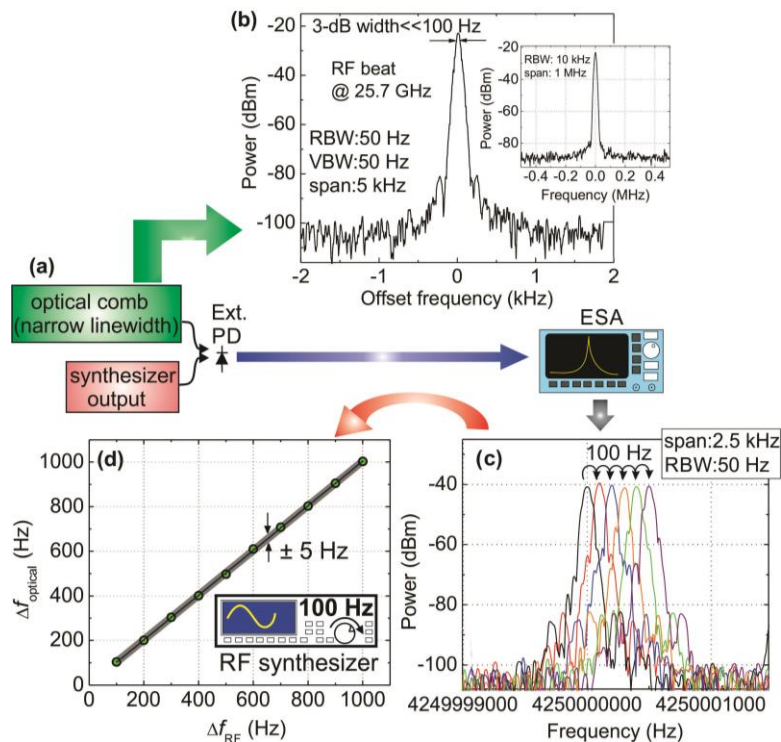 (b)
3-dB width<<100 Hz
-20
-40
-60
-80
-100
Power (dBm)
RF beat
@ 25.7 GHz
RBW:50 Hz
VBW:50 Hz
span:5 kHz
-2
-1
0
1
2
Offset frequency (kHz)
-20
-40
-60
-80
Power (dBm)
RBW: 10 kHz
span: 1 MHz
-0.4
-0.2
0.0
0.2
0.4
Frequency (MHz)
(a)
optical comb
(narrow linewidth)
synthesizer
output
Ext.
PD
ESA
(d)
1000
800
600
400
200
Δf optical (Hz)
± 5 Hz
100 Hz
RF synthesizer
0
200
400
600
800
1000
Δf RF (Hz)
(c)
span:2.5 kHz
RBW:50 Hz
100 Hz
-40
-60
-80
-100
Power (dBm)
4249999000
4250000000
4250001000
Frequency (Hz)